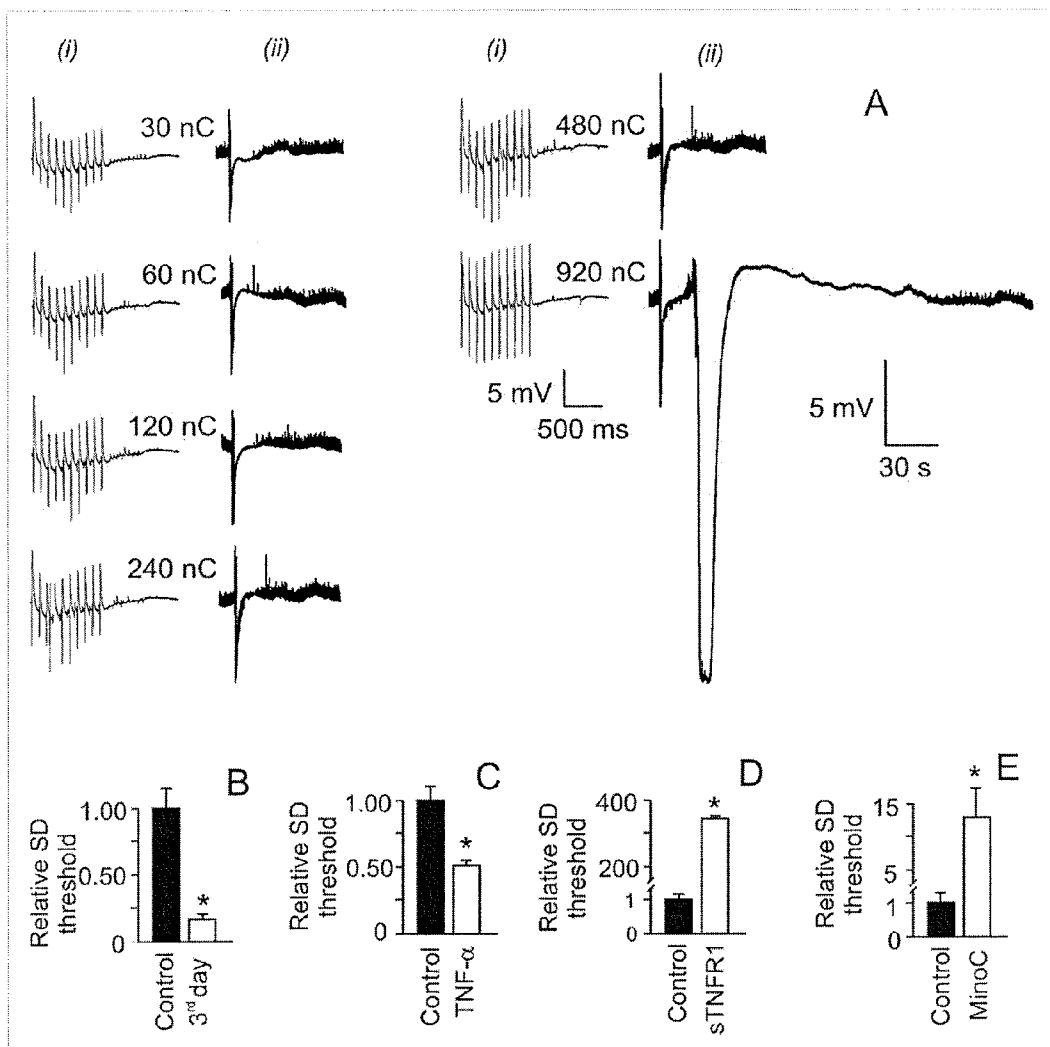 (i) (ii) (i) (ii)
A
30 nC
480 nC
60 nC
920 nC
5 mV
500 ms
5 mV
30 s
120 nC
240 nC
B
Relative SD
threshold
1.00
0.50
0
*
Control
3rd day
C
Relative SD
threshold
1.00
0.50
0
*
Control
TNF-α
D
Relative SD
threshold
400
200
1
0
*
Control
sTNFR1
E
Relative SD
threshold
15
5
1
0
*
Control
MinoC